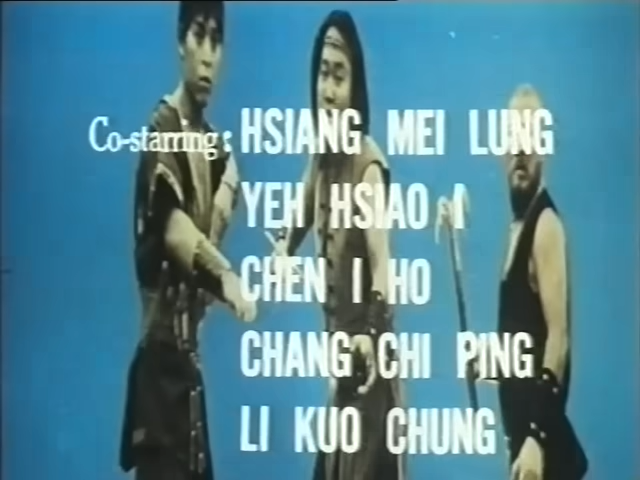 Co-starring: HSIANG MEI LUNG
YEH HSIAO I
CHEN I HO
CHANG CHI PING
LI KUO CHUNG